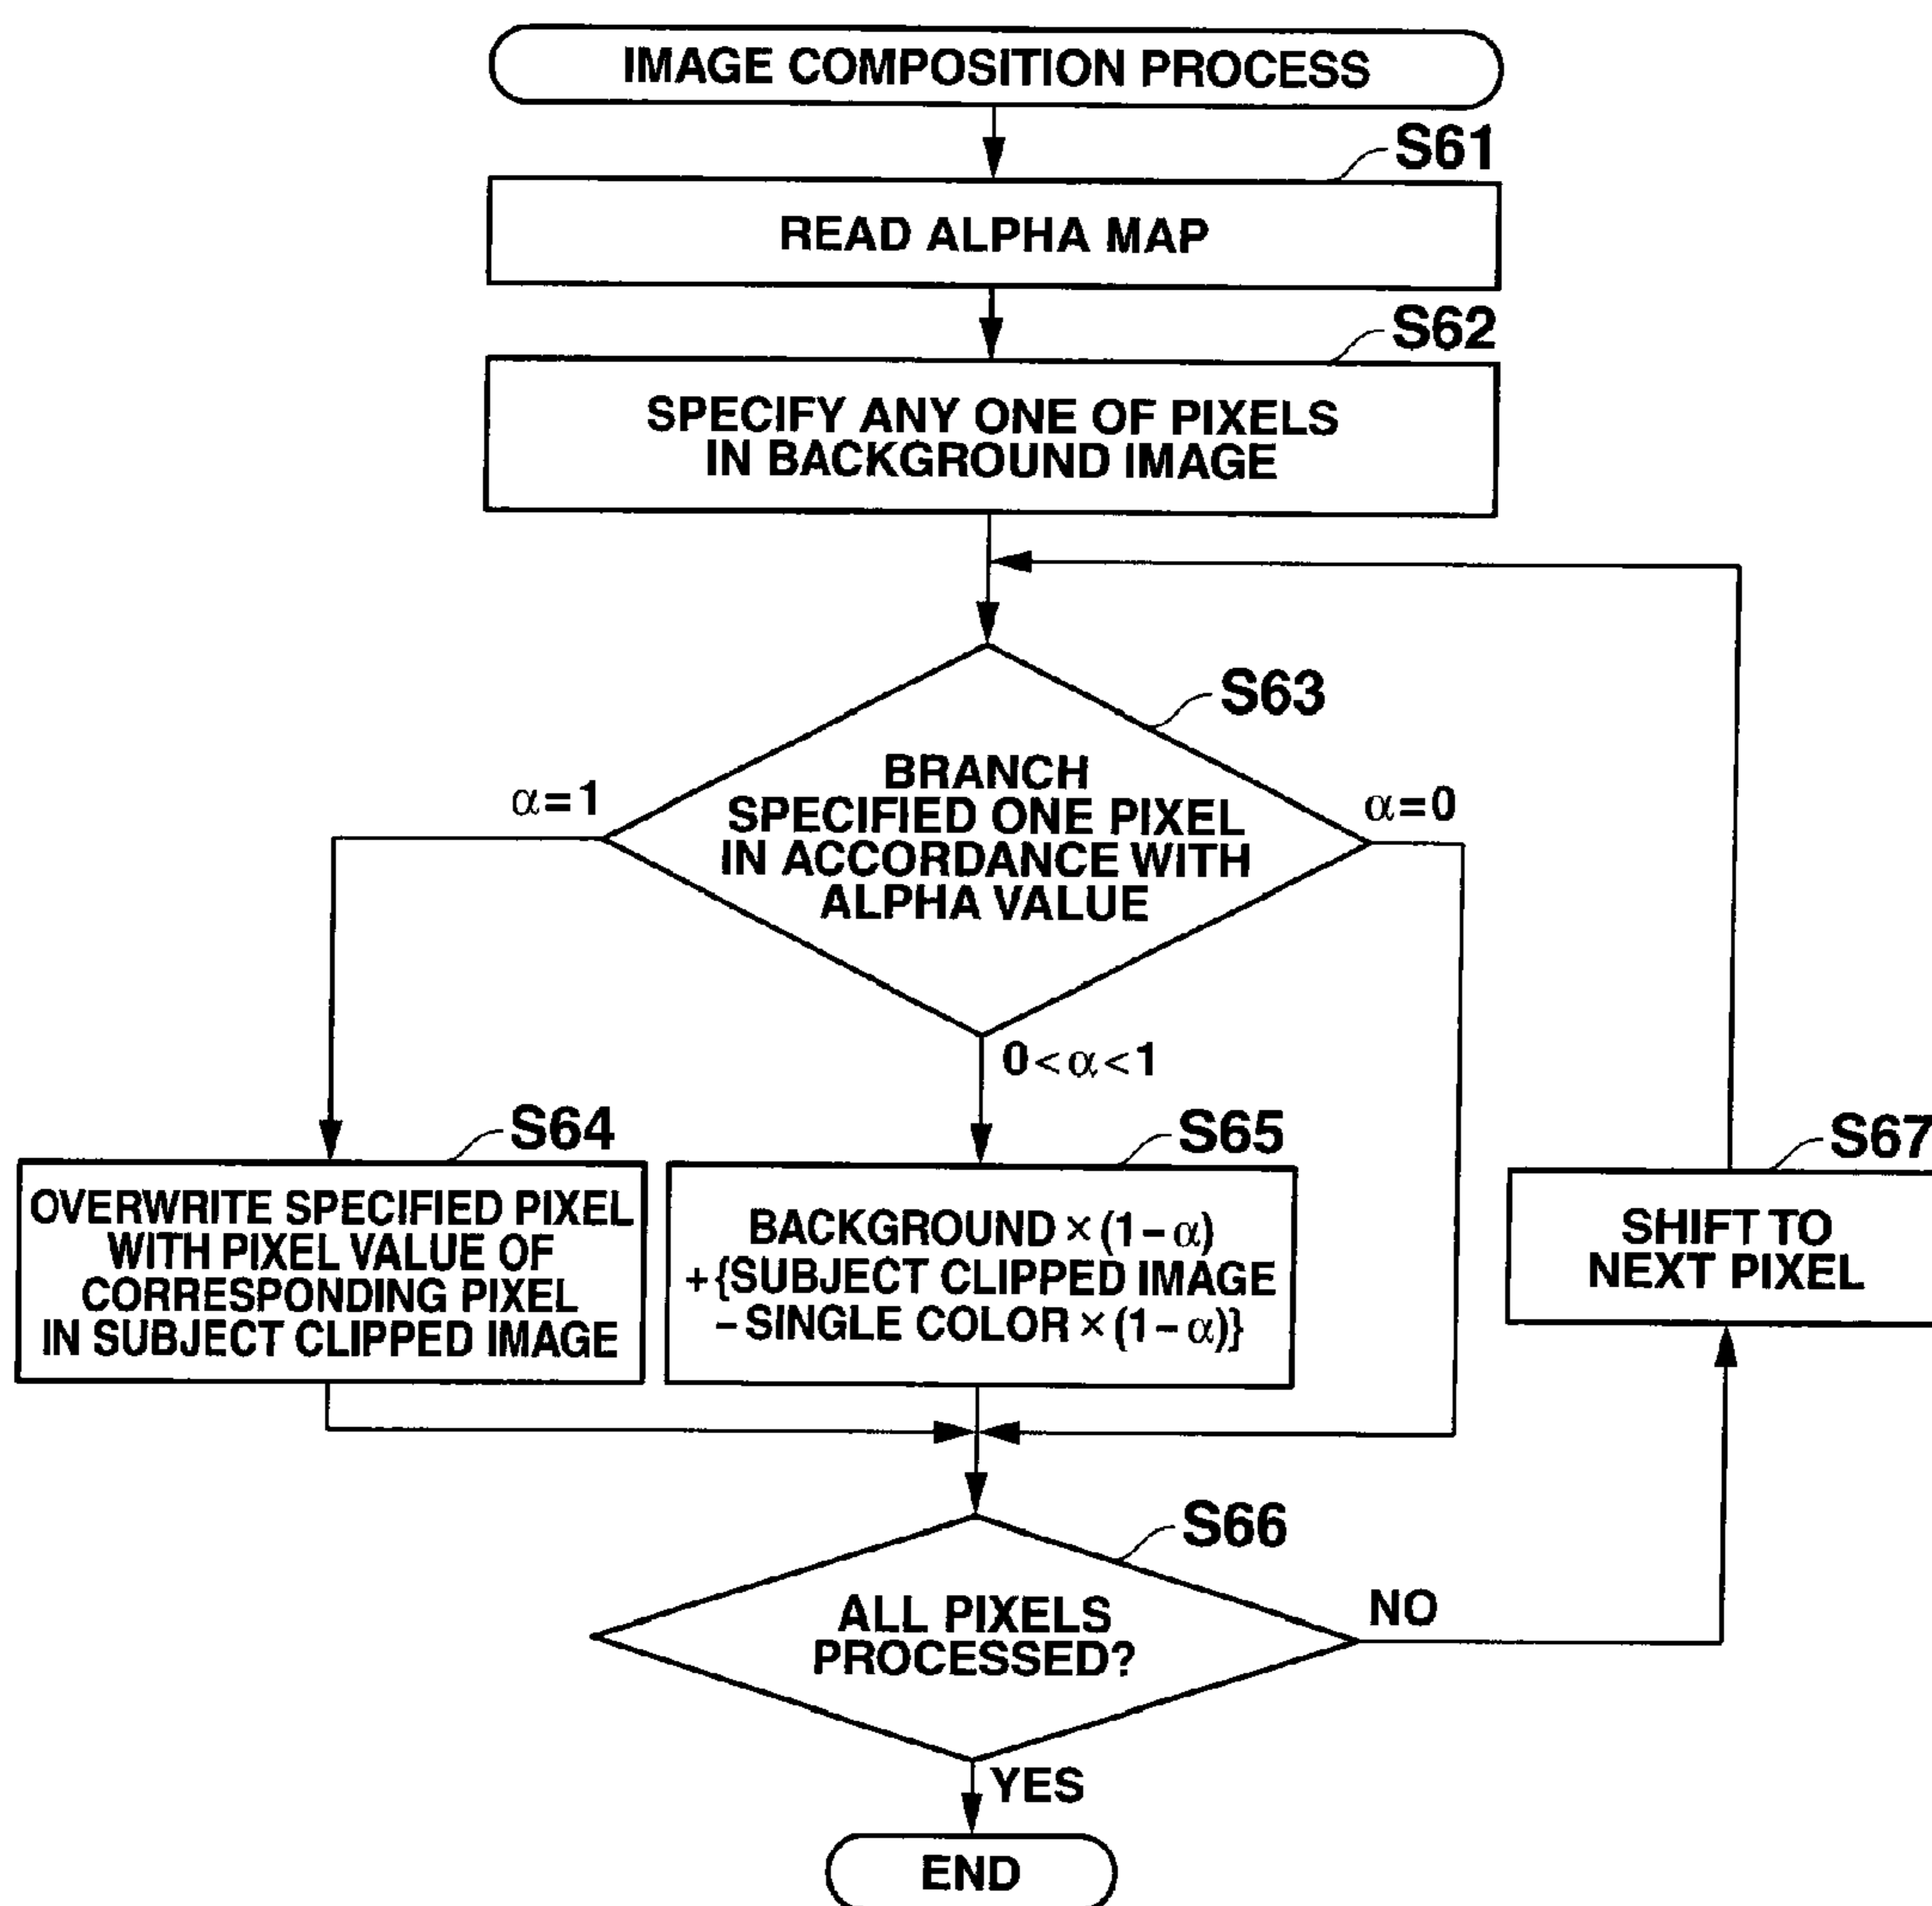 IMAGE COMPOSITION PROCESS
S61
READ ALPHA MAP
S62
SPECIFY ANY ONE OF PIXELS
IN BACKGROUND IMAGE
S63
BRANCH
SPECIFIED ONE PIXEL
IN ACCORDANCE WITH
ALPHA VALUE
α=1
α=0
0<α<1
S64
OVERWRITE SPECIFIED PIXEL
WITH PIXEL VALUE OF
CORRESPONDING PIXEL
IN SUBJECT CLIPPED IMAGE
S65
BACKGROUND×(1-α)
+{SUBJECT CLIPPED IMAGE
-SINGLE COLOR×(1-α)}
S67
SHIFT TO
NEXT PIXEL
S66
ALL PIXELS
PROCESSED?
NO
YES
END